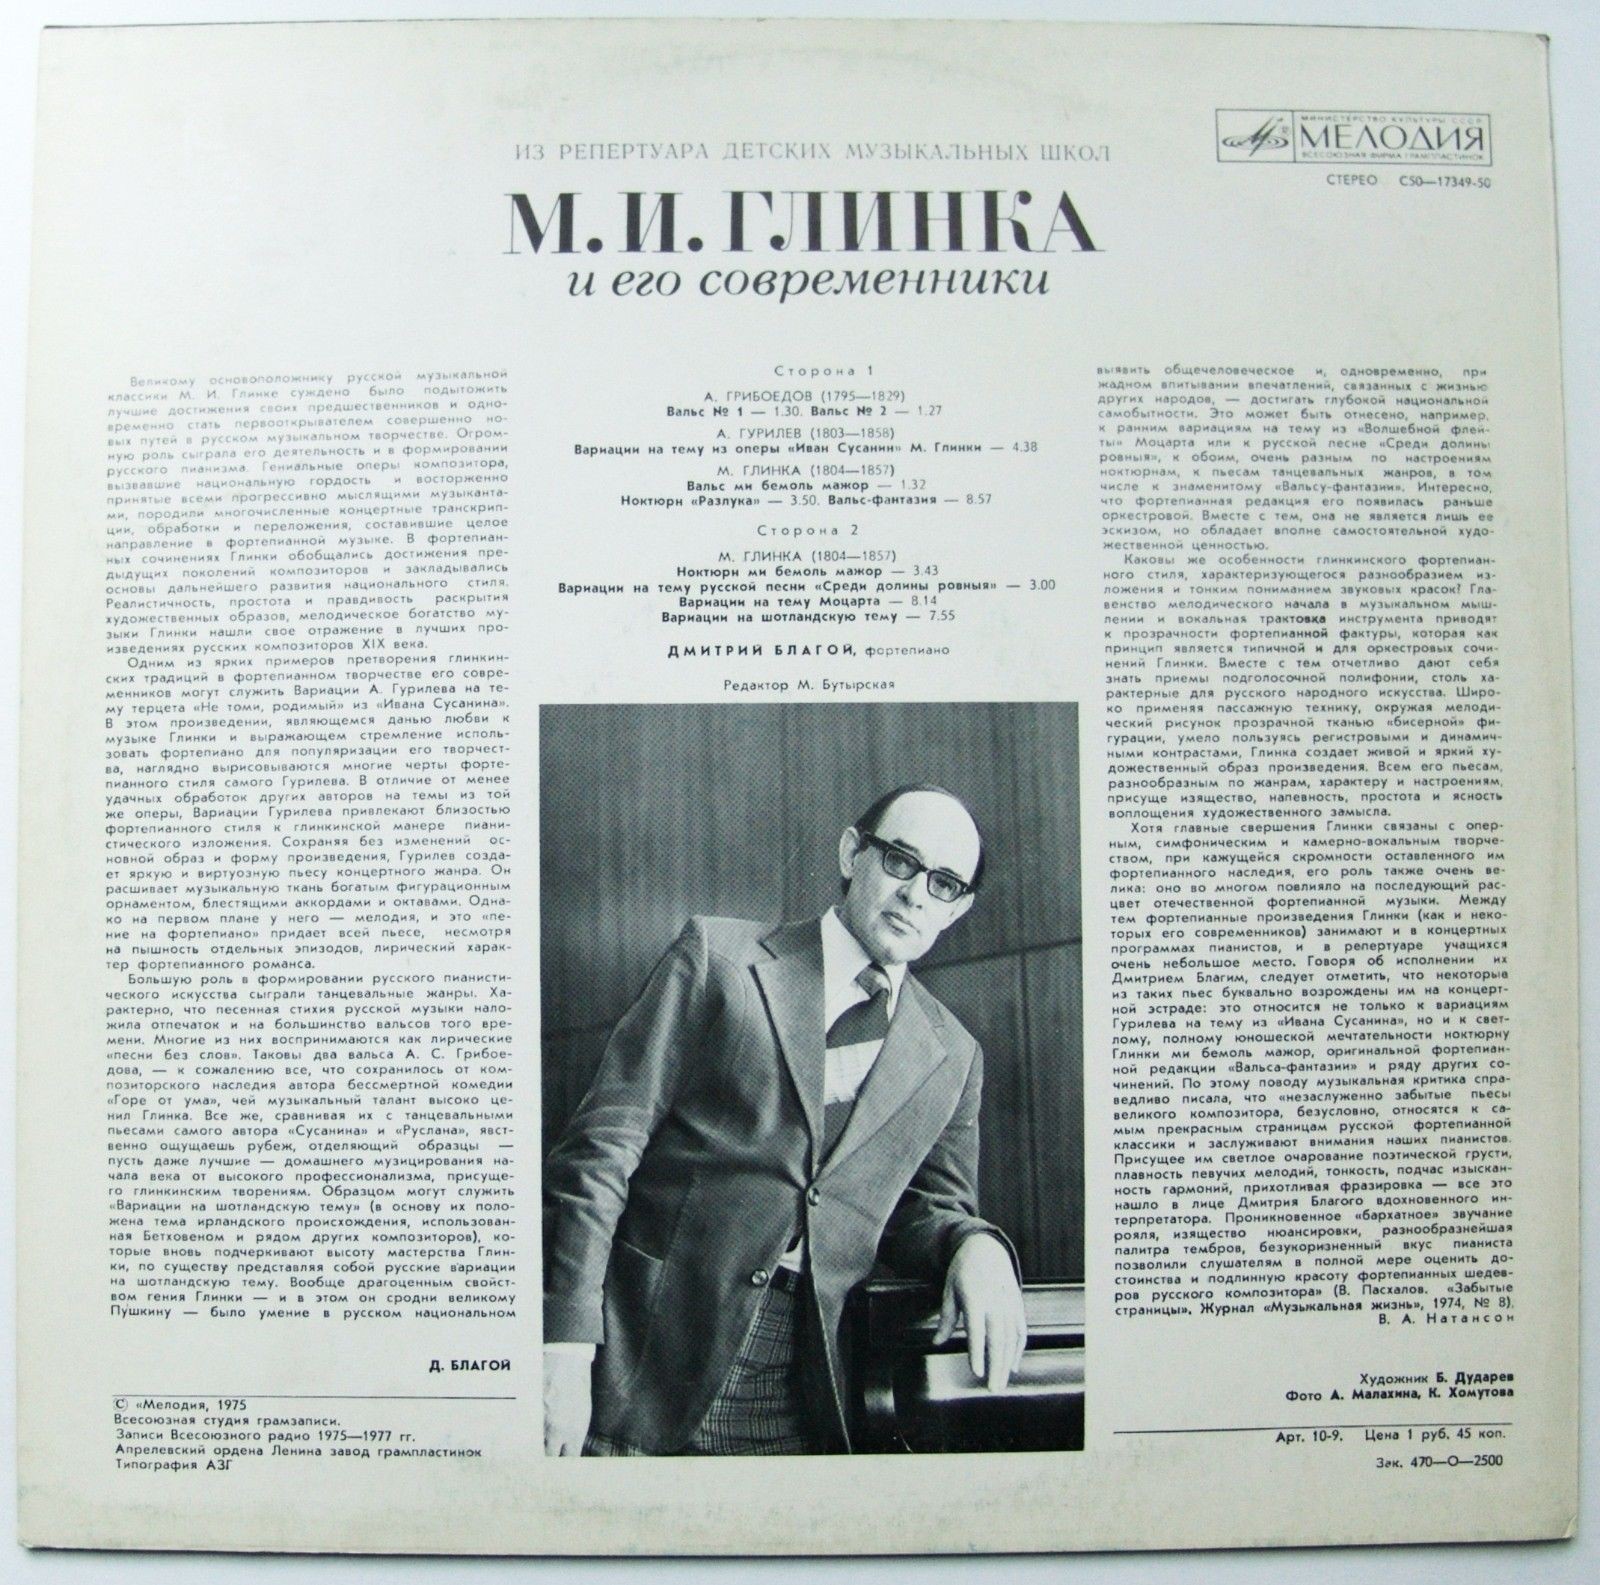 МИНИСТЕРСТВО КУЛЬТУРЫ СССР
МЕЛОДИЯ
ВСЕСОЮЗНАЯ ФИРМА ГРАМПЛАСТИНОК
СТЕРЕО С50—17349-50
ИЗ РЕПЕРТУАРА ДЕТСКИХ МУЗЫКАЛЬНЫХ ШКОЛ
М. И. ГЛИНКА
и его современники
Великому основоположнику русской музыкальной
классики М. И. Глинке суждено было подытожить
лучшие достижения своих предшественников и одно-
временно стать первооткрывателем совершенно но-
вых путей в русском музыкальном творчестве. Огром-
ную роль сыграла его деятельность и в формировании
русского пианизма. Гениальные оперы композитора,
вызвавшие национальную гордость и восторженно
принятые всеми прогрессивно мыслящими музыканта-
ми, породили многочисленные концертные транскрип-
ции, обработки и переложения, составившие целое
направление в фортепианной музыке. В фортепиан-
ных сочинениях Глинки обобщались достижения пре-
дыдущих поколений композиторов и закладывались
основы дальнейшего развития национального стиля.
Реалистичность, простота и правдивость раскрытия
художественных образов, мелодическое богатство му-
зыки Глинки нашли свое отражение в лучших про-
изведениях русских композиторов XIX века.
Одним из ярких примеров претворения глинкин-
ских традиций в фортепианном творчестве его совре-
менников могут служить Вариации А. Гурилева на те-
му терцета «Не томи, родимый» из «Ивана Сусанина».
В этом произведении, являющемся данью любви к
музыке Глинки и выражающем стремление исполь-
зовать фортепиано для популяризации его творчест-
ва, наглядно вырисовываются многие черты форте-
пианного стиля самого Гурилева. В отличие от менее
удачных обработок других авторов на темы из той
же оперы, Вариации Гурилева привлекают близостью
фортепианного стиля к глинкинской манере пиани-
стического изложения. Сохраняя без изменений ос-
новной образ и форму произведения, Гурилев созда-
ет яркую и виртуозную пьесу концертного жанра. Он
расшивает музыкальную ткань богатым фигурационным
орнаментом, блестящими аккордами и октавами. Одна-
ко на первом плане у него — мелодия, и это «пе-
ние на фортепиано» придает всей пьесе, несмотря
на пышность отдельных эпизодов, лирический харак-
тер фортепианного романса.
Большую роль в формировании русского пианисти-
ческого искусства сыграли танцевальные жанры. Ха-
рактерно, что песенная стихия русской музыки нало-
жила отпечаток и на большинство вальсов того вре-
мени. Многие из них воспринимаются как лирические
«песни без слов». Таковы два вальса А. С. Грибое-
дова, — к сожалению все, что сохранилось от ком-
позиторского наследия автора бессмертной комедии
«Горе от ума», чей музыкальный талант высоко це-
нил Глинка. Все же, сравнивая их с танцевальными
пьесами самого автора «Сусанина» и «Руслана», явст-
венно ощущаешь рубеж, отделяющий образцы —
пусть даже лучшие — домашнего музицирования на-
чала века от высокого профессионализма, присуще-
го глинкинским творениям. Образцом могут служить
«Вариации на шотландскую тему» (в основу их поло-
жена тема ирландского происхождения, использован-
ная Бетховеном и рядом других композиторов), ко-
торые вновь подчеркивают высоту мастерства Глин-
ки, по существу представляя собой русские вариации
на шотландскую тему. Вообще драгоценным свойст-
вом гения Глинки — и в этом он сродни великому
Пушкину — было умение в русском национальном
Д. БЛАГОЙ
© «Мелодия, 1975
Всесоюзная студия грамзаписи.
Записи Всесоюзного радио 1975—1977 гг.
Апрелевский ордена Ленина завод грампластинок
Типография АЗГ
Сторона 1
А. ГРИБОЕДОВ (1795—1829)
Вальс № 1 — 1.30. Вальс № 2 — 1.27
А. ГУРИЛЕВ (1803—1858)
Вариации на тему из оперы «Иван Сусанин» М. Глинки — 4.38
М. ГЛИНКА (1804—1857)
Вальс ми бемоль мажор — 1.32
Ноктюрн «Разлука» — 3.50. Вальс-фантазия — 8.57
Сторона 2
М. ГЛИНКА (1804—1857)
Ноктюрн ми бемоль мажор — 3.43
Вариации на тему русской песни «Среди долины ровныя» — 3.00
Вариации на тему Моцарта — 8.14
Вариации на шотландскую тему — 7.55
ДМИТРИЙ БЛАГОЙ, фортепиано
Редактор М. Бутырская
выявить общечеловеческое и, одновременно, при
жадном впитывании впечатлений, связанных с жизнью
других народов, — достигать глубокой национальной
самобытности. Это может быть отнесено, например,
к ранним вариациям на тему из «Волшебной флей-
ты» Моцарта или к русской песне «Среди долины
ровныя», к обоим, очень разным по настроениям
ноктюрнам, к пьесам танцевальных жанров, в том
числе к знаменитому «Вальсу-фантазии». Интересно,
что фортепианная редакция его появилась раньше
оркестровой. Вместе с тем, она не является лишь ее
эскизом, но обладает вполне самостоятельной худо-
жественной ценностью.
Каковы же особенности глинкинского фортепиан-
ного стиля, характеризующегося разнообразием из-
ложения и тонким пониманием звуковых красок? Гла-
венство мелодического начала в музыкальном мыш-
лении и вокальная трактовка инструмента приводят
к прозрачности фортепианной фактуры, которая как
принцип является типичной и для оркестровых сочи-
нений Глинки. Вместе с тем отчетливо дают себя
знать приемы подголосочной полифонии, столь ха-
рактерные для русского народного искусства. Широ-
ко применяя пассажную технику, окружая мелоди-
ческий рисунок прозрачной тканью «бисерной» фи-
гурации, умело пользуясь регистровыми и динамич-
ными контрастами, Глинка создает живой и яркий ху-
дожественный образ произведения. Всем его пьесам,
разнообразным по жанрам, характеру и настроениям,
присуще изящество, напевность, простота и ясность
воплощения художественного замысла.
Хотя главные свершения Глинки связаны с опер-
ным, симфоническим и камерно-вокальным творче-
ством, при кажущейся скромности оставленного им
фортепианного наследия, его роль также очень ве-
лика: оно во многом повлияло на последующий рас-
цвет отечественной фортепианной музыки. Между
тем фортепианные произведения Глинки (как и неко-
торых его современников) занимают и в концертных
программах пианистов, и в репертуаре учащихся
очень небольшое место. Говоря об исполнении их
Дмитрием Благим, следует отметить, что некоторые
из таких пьес буквально возрождены им на концерт-
ной эстраде: это относится не только к вариациям
Гурилева на тему из «Ивана Сусанина», но и к свет-
лому, полному юношеской мечтательности ноктюрну
Глинки ми бемоль мажор, оригинальной фортепиан-
ной редакции «Вальса-фантазии» и ряду других со-
чинений. По этому поводу музыкальная критика спра-
ведливо писала, что «незаслуженно забытые пьесы
великого композитора, безусловно, относятся к са-
мым прекрасным страницам русской фортепианной
классики и заслуживают внимания наших пианистов.
Присущее им светлое очарование поэтической грусти,
плавность певучих мелодий, тонкость, подчас изыскан-
ность гармоний, прихотливая фразировка — все это
нашло в лице Дмитрия Благого вдохновенного ин-
терпретатора. Проникновенное «бархатное» звучание
рояля, изящество нюансировки, разнообразнейшая
палитра тембров, безукоризненный вкус пианиста
позволили слушателям в полной мере оценить до-
стоинства и подлинную красоту фортепианных шедев-
ров русского композитора» (В. Пасхалов. «Забытые
страницы». Журнал «Музыкальная жизнь», 1974, № 8).
В. А. Натансон
Художник Б. Дударев
Фото А. Малахина, К. Хомутова
Арт. 10-9. Цена 1 руб. 45 коп.
Зак. 470—О—2500